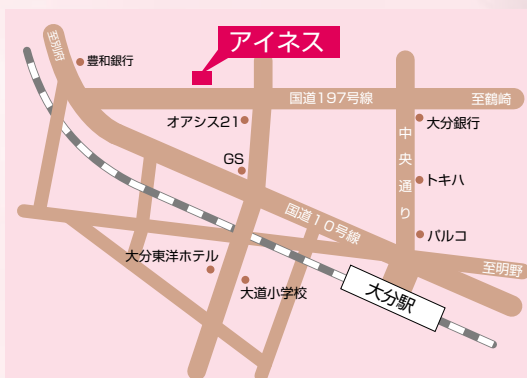 アイネス
至別府
豊和銀行
国道197号線
至鶴崎
オアシス21
大分銀行
中央通り
GS
トキハ
国道10号線
パルコ
大分東洋ホテル
至明野
大道小学校
大分駅